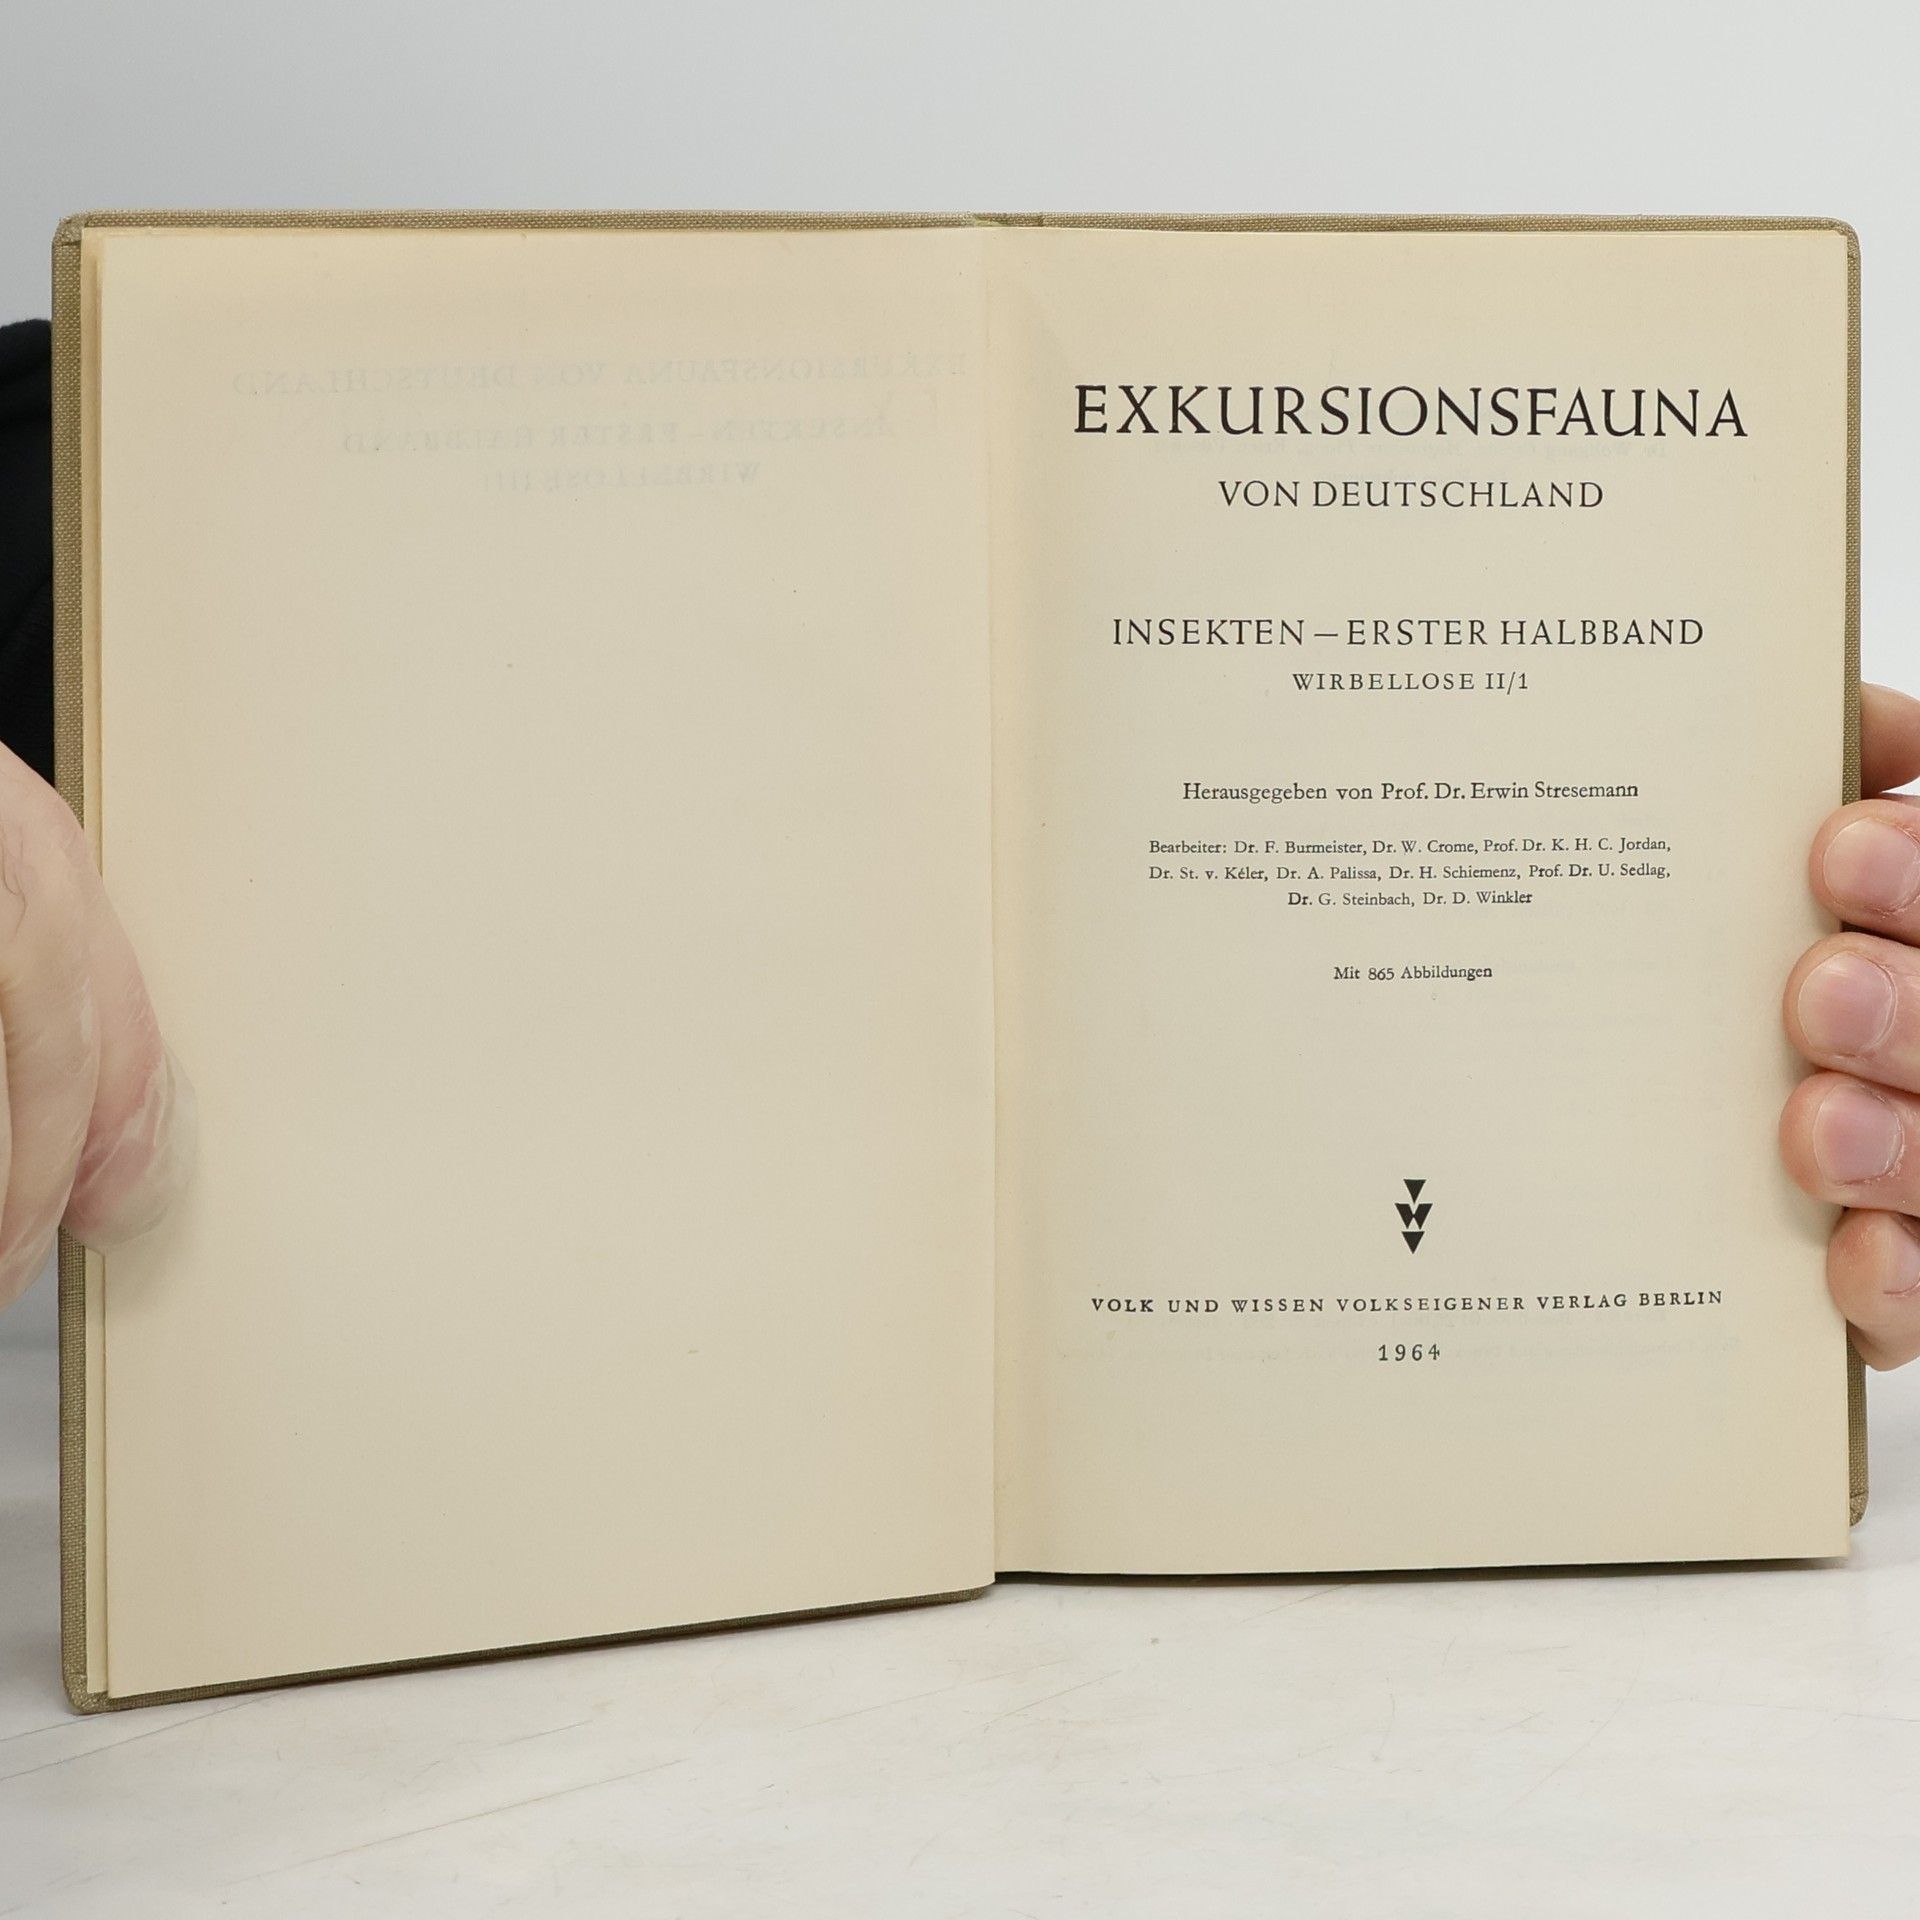 EXKURSIONSFAUNA
VON DEUTSCHLAND
INSEKTEN – ERSTER HALBBAND
WIRBELLOSE II/1
Herausgegeben von Prof. Dr. Erwin Stresemann
Bearbeiter: Dr. F. Burmeister, Dr. W. Crome, Prof. Dr. K. H. C. Jordan,
Dr. St. v. Kéler, Dr. A. Palissa, Dr. H. Schiemenz, Prof. Dr. U. Sedlag,
Dr. G. Steinbach, Dr. D. Winkler
Mit 865 Abbildungen
VOLK UND WISSEN VOLKSEIGENER VERLAG BERLIN
1964